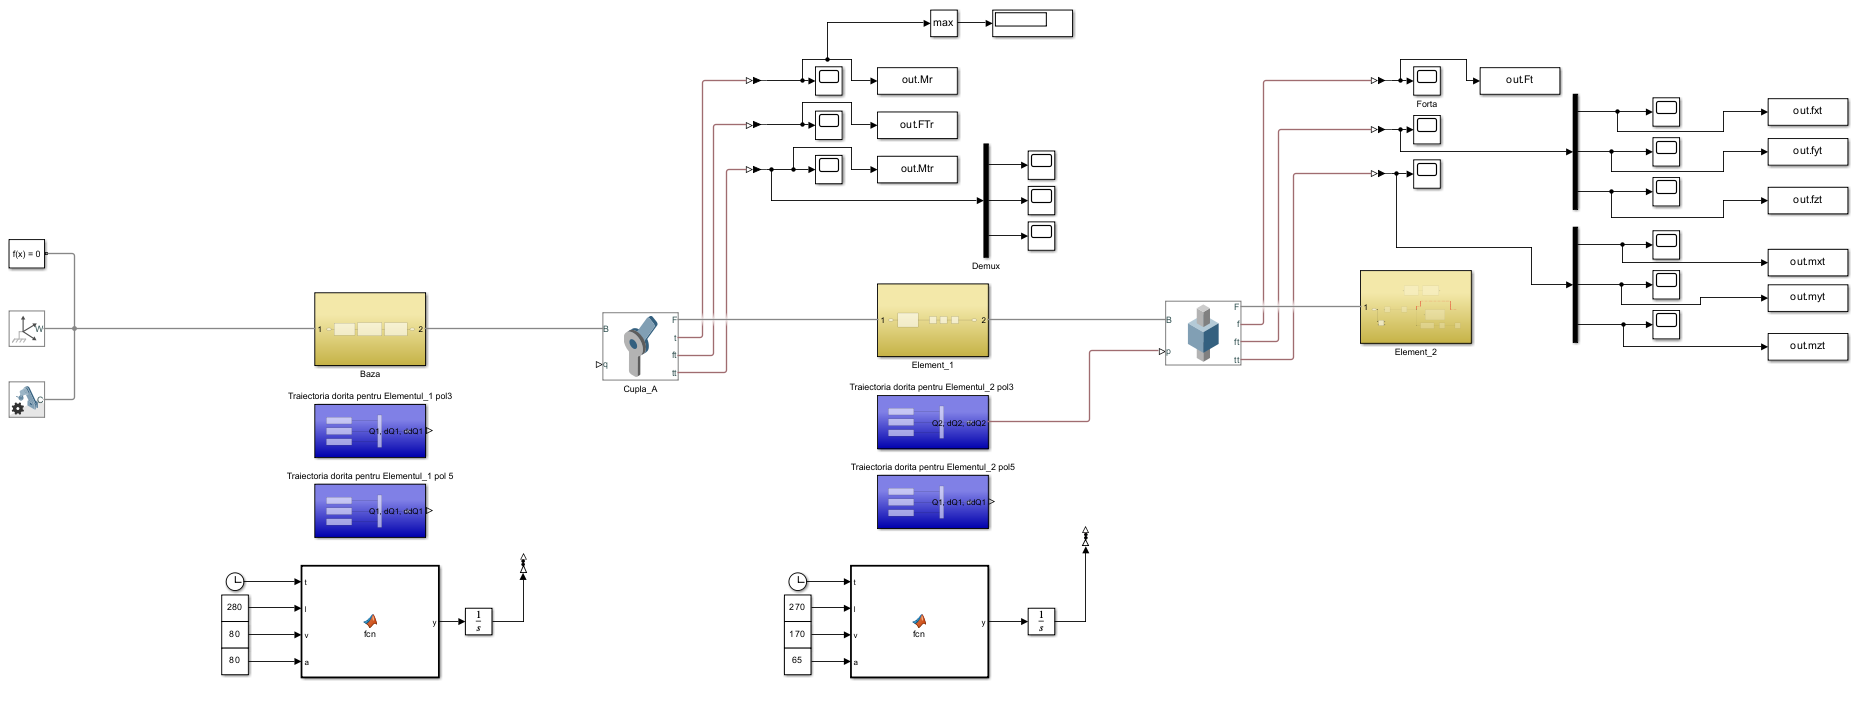 max
out.Mr
out.FTr
out.Mtr
Demux
Forta
out.Ft
out.fxt
out.fyt
out.fzt
out.mxt
out.myt
out.mzt
f(x) = 0
W
C
1
2
Baza
B
q
F
t
ft
tt
Cupla_A
1
2
Element_1
B
p
F
f
ft
tt
1
Element_2
Traiectoria dorita pentru Elementul_1 pol3
Q1, dQ1, ddQ1
Traiectoria dorita pentru Elementul_1 pol 5
Q1, dQ1, ddQ1
Traiectoria dorita pentru Elementul_2 pol3
Q2, dQ2, ddQ2
Traiectoria dorita pentru Elementul_2 pol5
Q1, dQ1, ddQ1
280
80
80
t
l
v
a
fcn
y
1
s
270
170
65
t
l
v
a
fcn
y
1
s